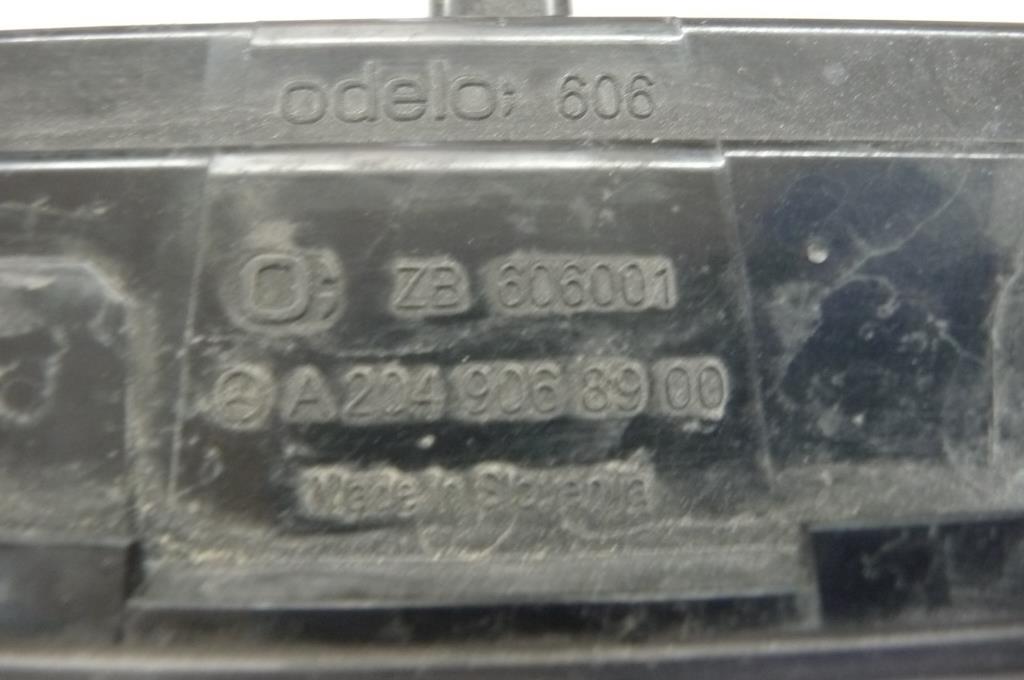 odelo; 606
ZB 606001
A 204 906 89 00
Made in Slovenia